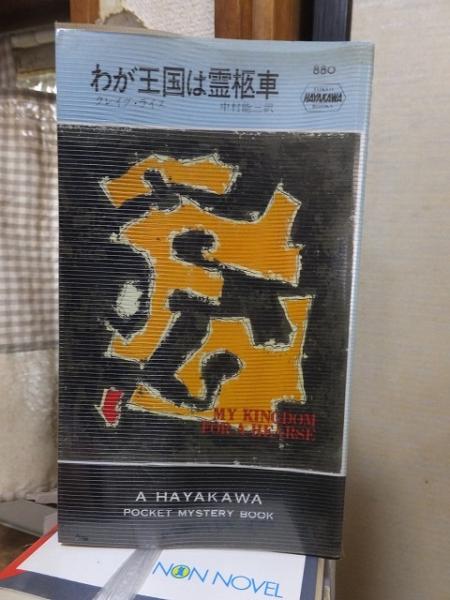 わが王国は霊柩車
880
クレイグ・ライス
中村能三訳
HAYAKAWA
MY KINGDOM
FOR A HEARSE
A HAYAKAWA
POCKET MYSTERY BOOK
NON NOVEL